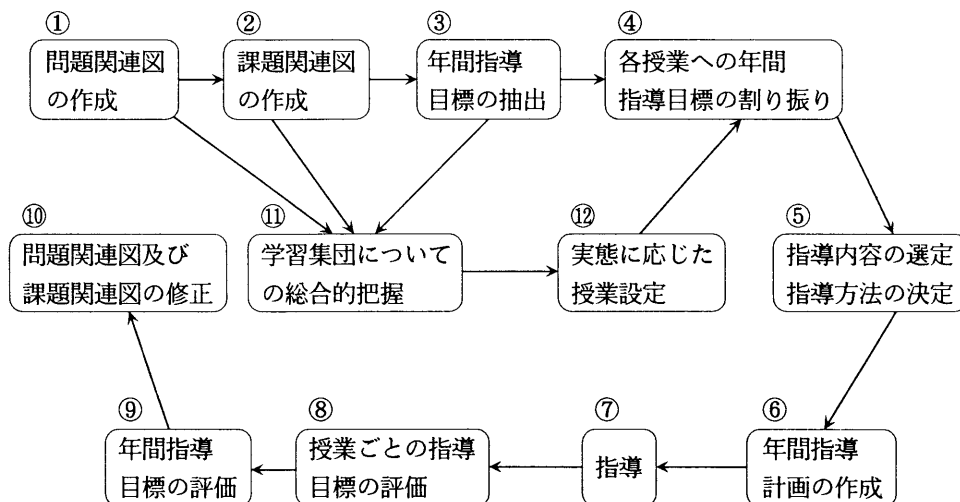 ①
問題関連図
の作成
②
課題関連図
の作成
③
年間指導
目標の抽出
④
各授業への年間
指導目標の割り振り
⑩
問題関連図及び
課題関連図の修正
⑪
学習集団について
の総合的把握
⑫
実態に応じた
授業設定
⑤
指導内容の選定
指導方法の決定
⑨
年間指導
目標の評価
⑧
授業ごとの指導
目標の評価
⑦
指導
⑥
年間指導
計画の作成